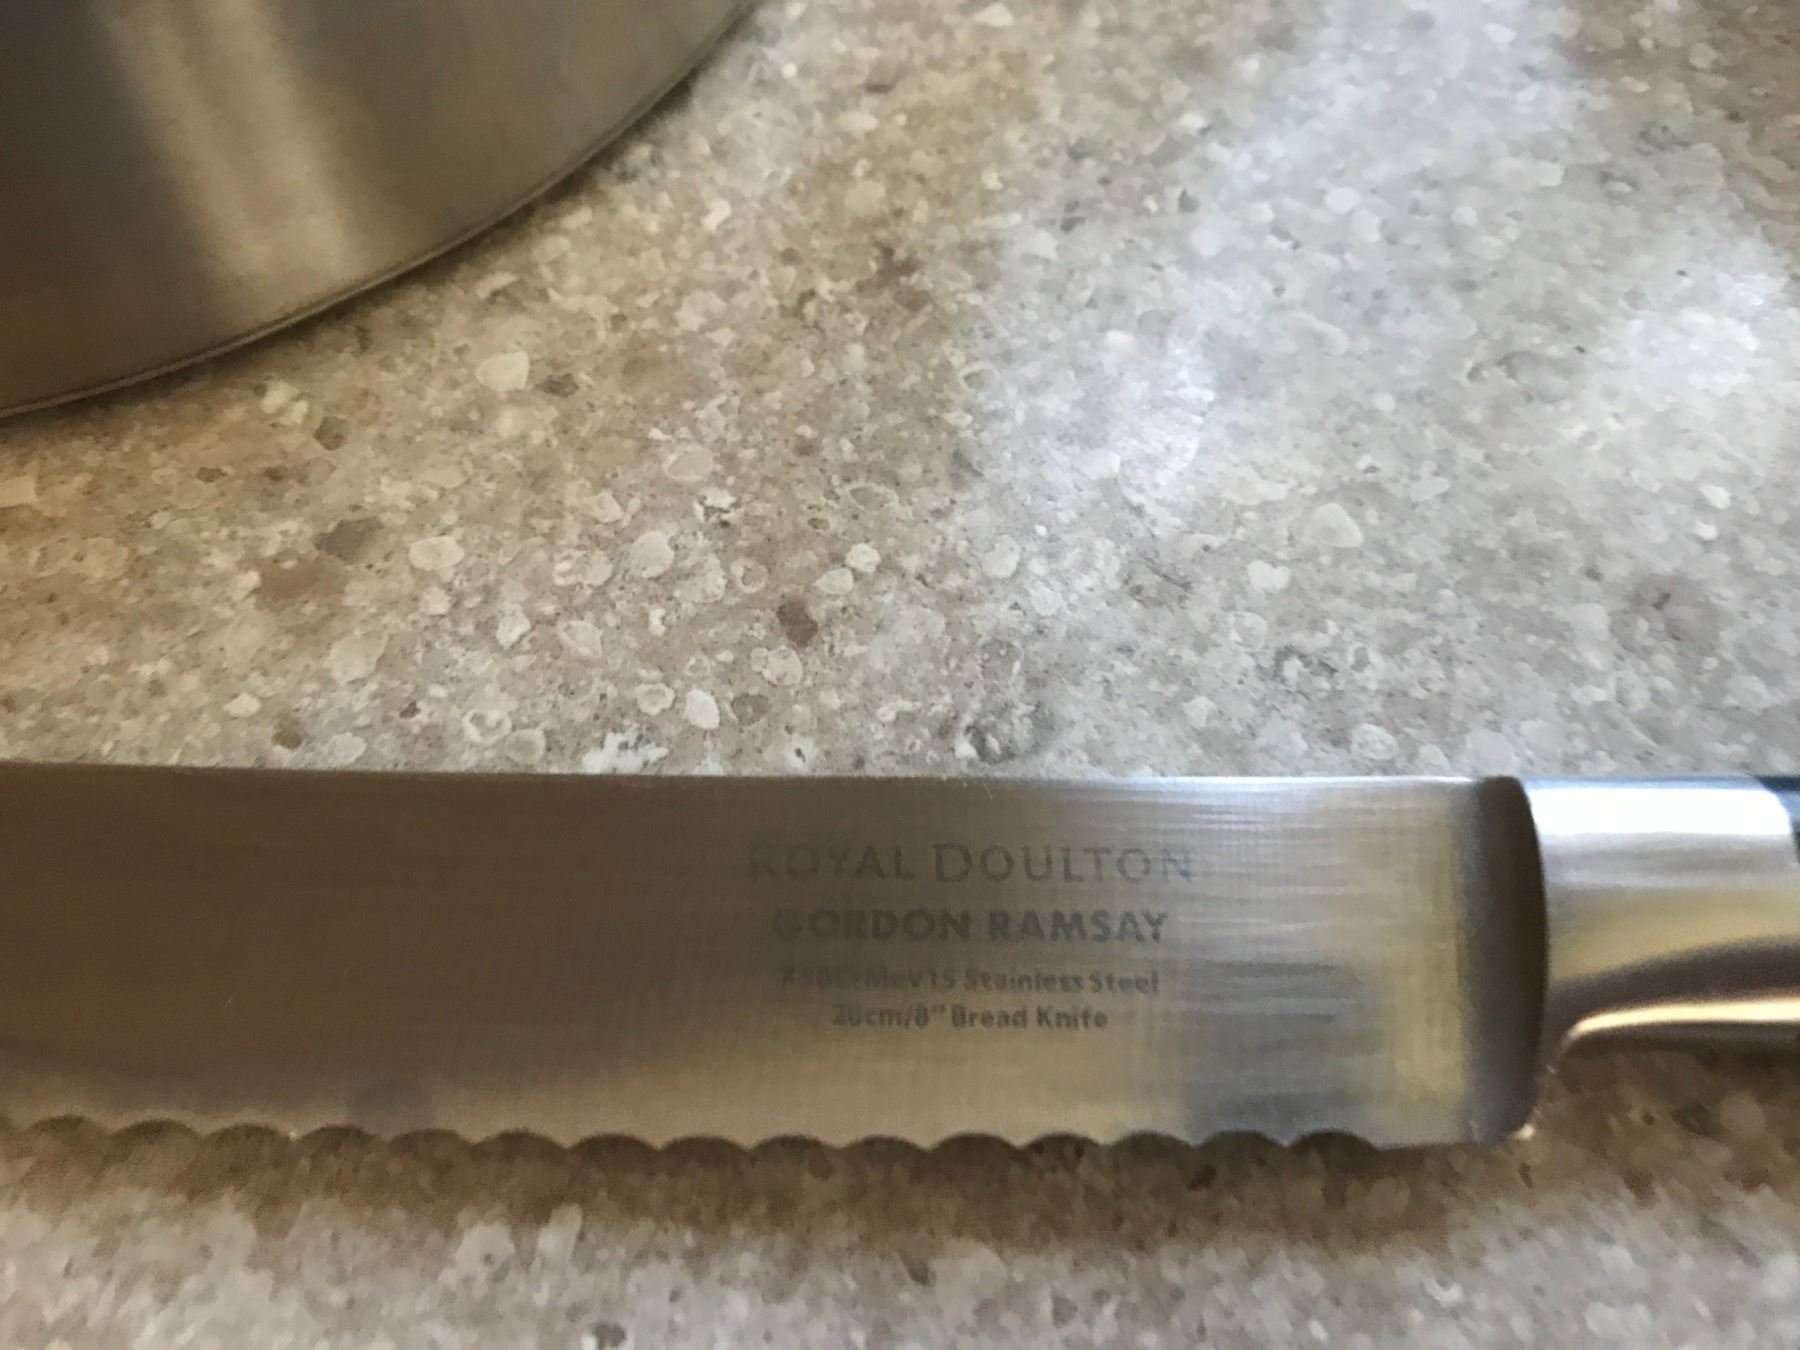 ROYAL DOULTON
GORDON RAMSAY
Stainless Steel
20cm/8" Bread Knife